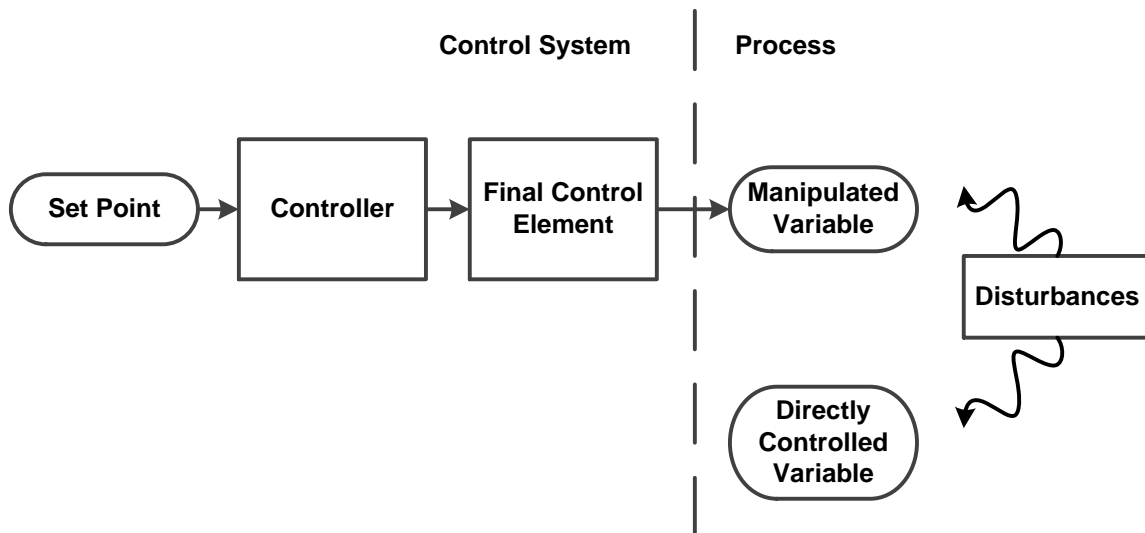 Control System
Process
Set Point
Controller
Final Control
Element
Manipulated
Variable
Disturbances
Directly
Controlled
Variable